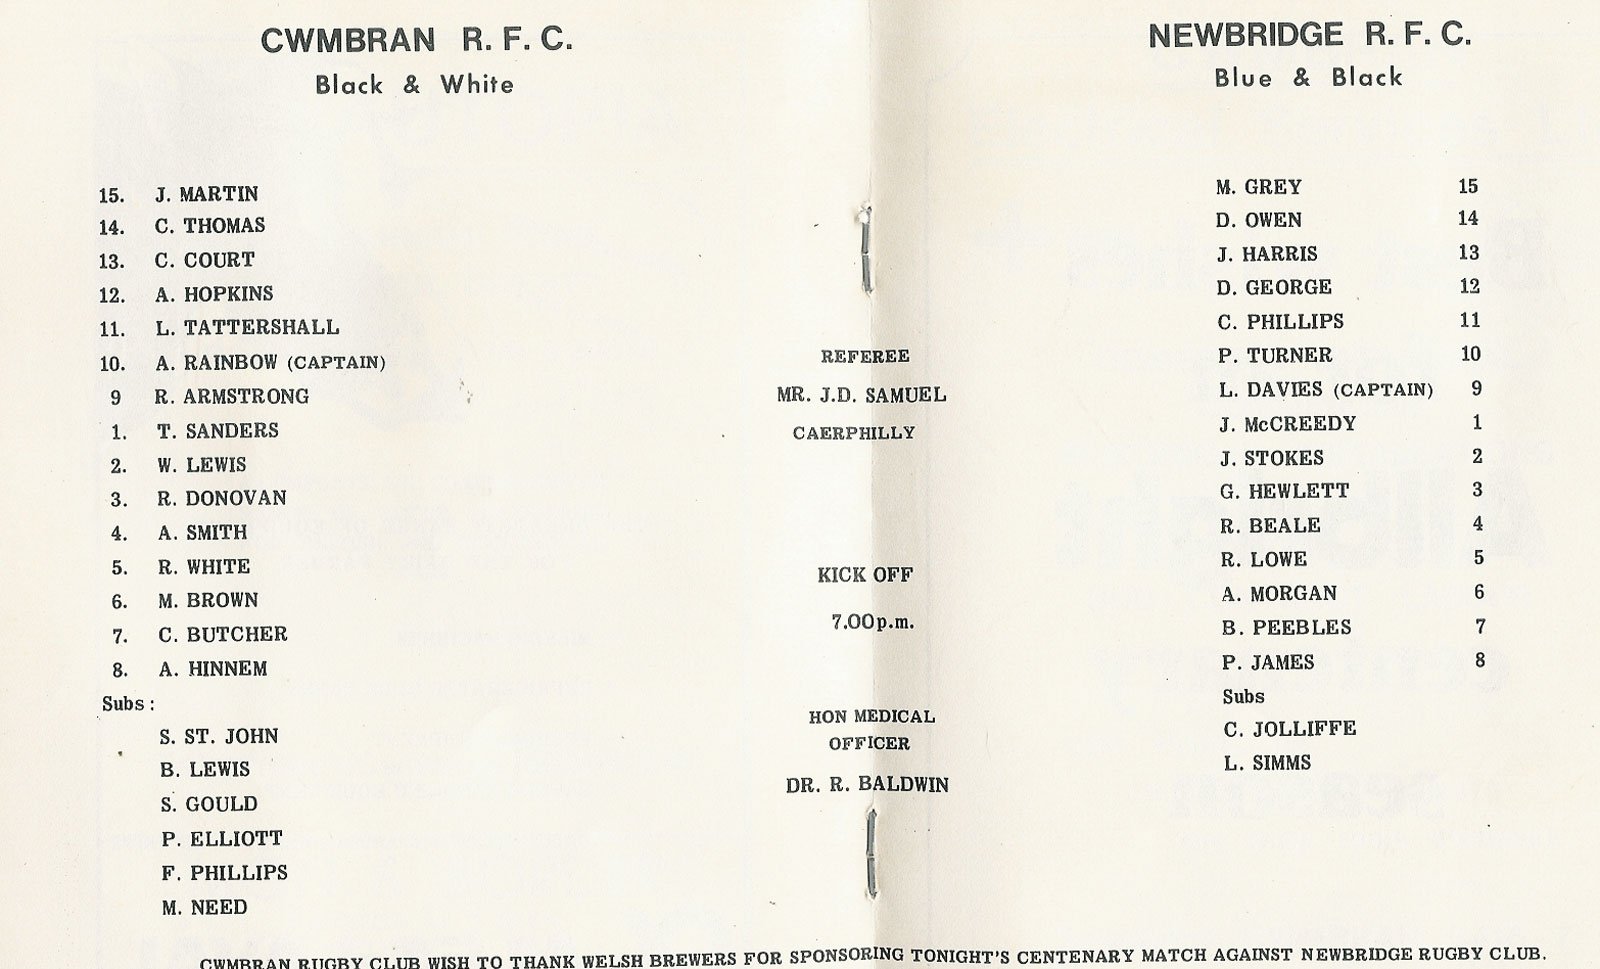 CWMBRAN R. F. C.
Black & White
15. J. MARTIN
14. C. THOMAS
13. C. COURT
12. A. HOPKINS
11. L. TATTERSHALL
10. A. RAINBOW (CAPTAIN)
9 R. ARMSTRONG
1. T. SANDERS
2. W. LEWIS
3. R. DONOVAN
4. A. SMITH
5. R. WHITE
6. M. BROWN
7. C. BUTCHER
8. A. HINNEM
Subs :
S. ST. JOHN
B. LEWIS
S. GOULD
P. ELLIOTT
F. PHILLIPS
M. NEED
REFEREE
MR. J.D. SAMUEL
CAERPHILLY
KICK OFF
7.00p.m.
HON MEDICAL
OFFICER
DR. R. BALDWIN
NEWBRIDGE R. F. C.
Blue & Black
M. GREY 15
D. OWEN 14
J. HARRIS 13
D. GEORGE 12
C. PHILLIPS 11
P. TURNER 10
L. DAVIES (CAPTAIN) 9
J. McCREEDY 1
J. STOKES 2
G. HEWLETT 3
R. BEALE 4
R. LOWE 5
A. MORGAN 6
B. PEEBLES 7
P. JAMES 8
Subs
C. JOLLIFFE
L. SIMMS
CWMBRAN RUGBY CLUB WISH TO THANK WELSH BREWERS FOR SPONSORING TONIGHT'S CENTENARY MATCH AGAINST NEWBRIDGE RUGBY CLUB.